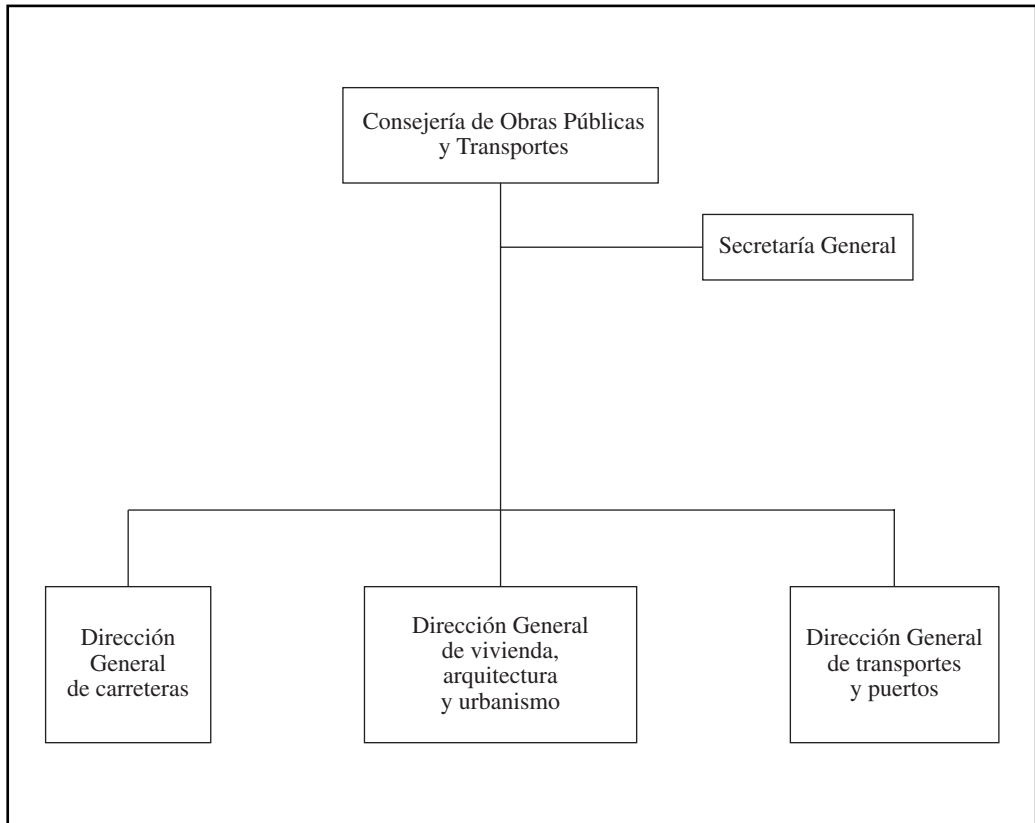 Consejería de Obras Públicas
y Transportes
Secretaría General
Dirección
General
de carreteras
Dirección General
de vivienda,
arquitectura
y urbanismo
Dirección General
de transportes
y puertos